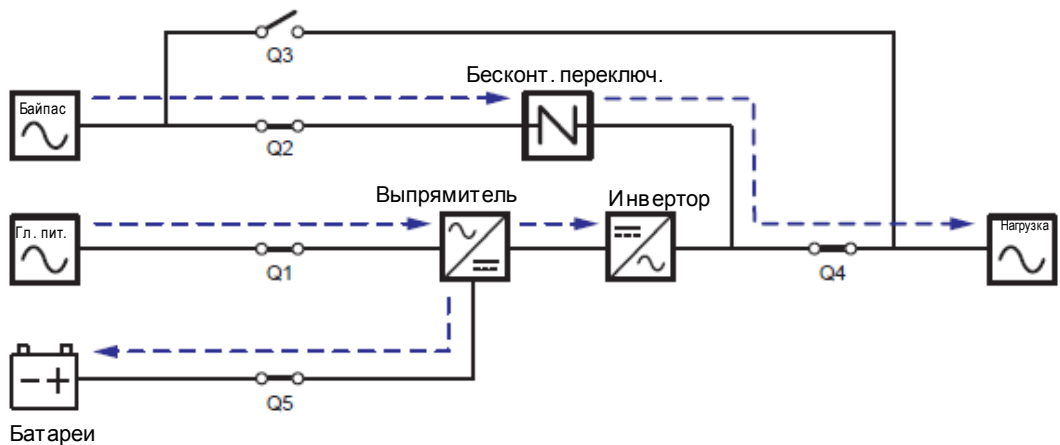 Q3
Бесконт. переключ.
Байпас
Q2
Выпрямитель
Инвертор
Гл. пит.
Нагрузка
Q1
Q4
Q5
Батареи